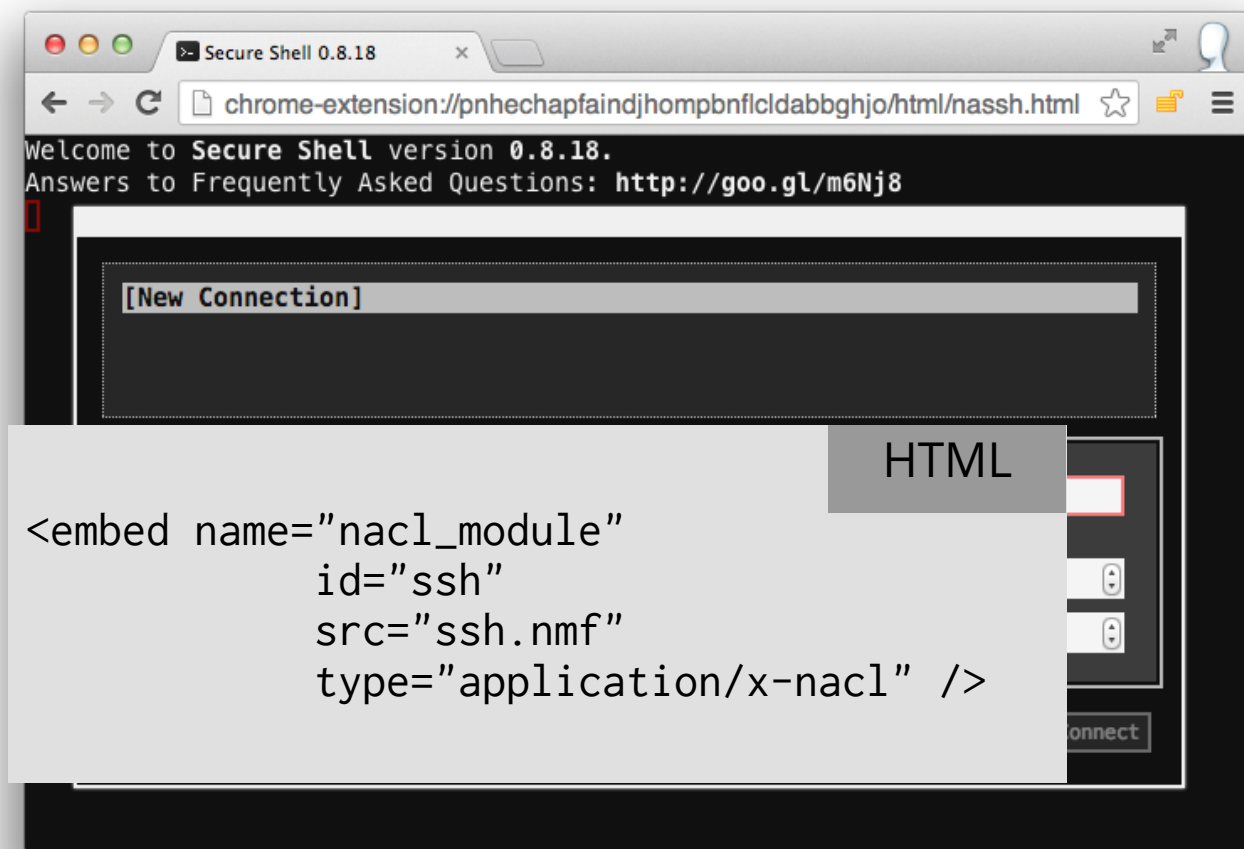 Secure Shell 0.8.18
chrome-extension://pnhechapfaindjhompbnflcldabbghjo/html/nassh.html
Welcome to Secure Shell version 0.8.18.
Answers to Frequently Asked Questions: http://goo.gl/m6Nj8
[New Connection]
HTML
<embed name="nacl_module"
id="ssh"
src="ssh.nmf"
type="application/x-nacl" />
onnect